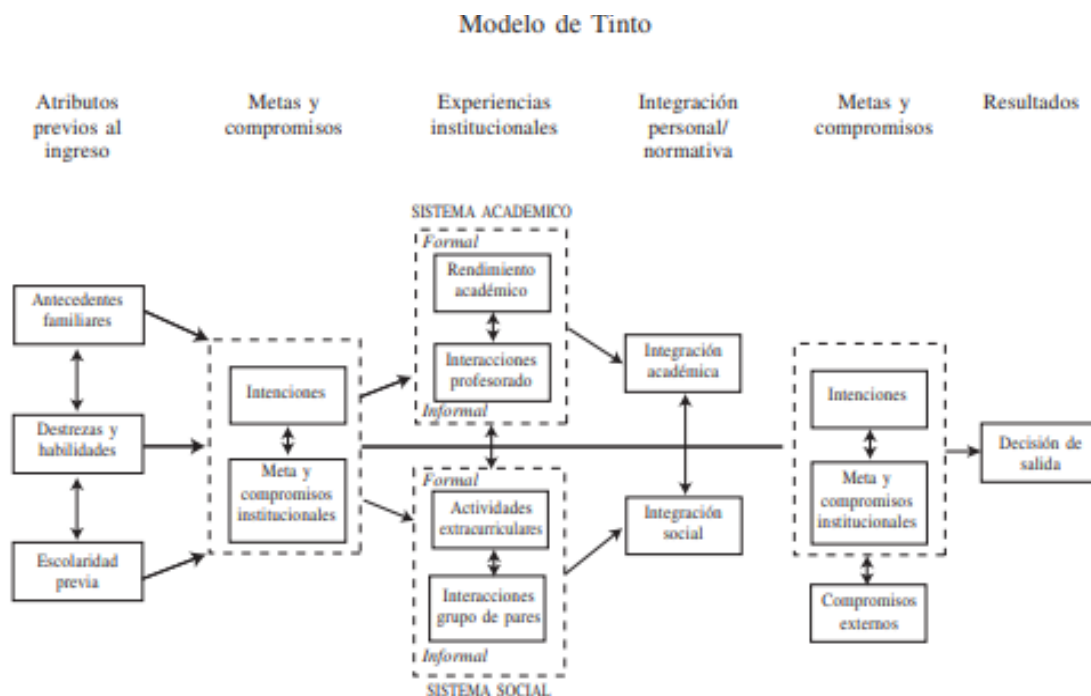 Modelo de Tinto
Atributos
previos al
ingreso
Metas y
compromisos
Experiencias
institucionales
Integración
personal/
normativa
Metas y
compromisos
Resultados
Antecedentes
familiares
Destrezas y
habilidades
Escolaridad
previa
Intenciones
Meta y
compromisos
institucionales
SISTEMA ACADEMICO
Formal
Rendimiento
académico
Interacciones
profesorado
Informal
Formal
Actividades
extracurriculares
Interacciones
grupo de pares
Informal
SISTEMA SOCIAL
Integración
académica
Integración
social
Intenciones
Meta y
compromisos
institucionales
Compromisos
externos
Decisión de
salida